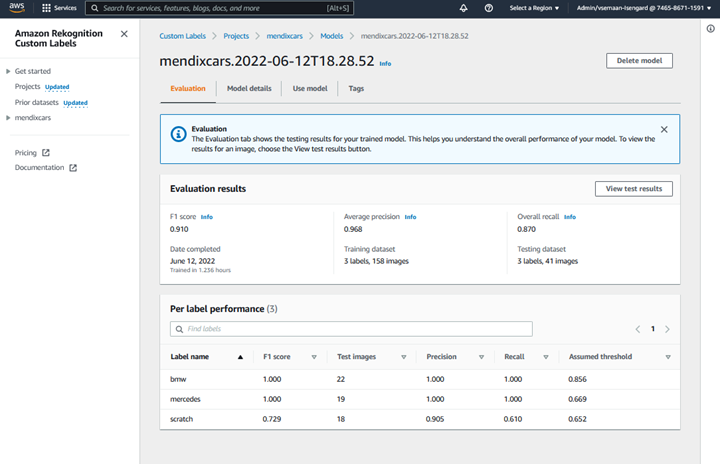 aws
Services
Search for services, features, blogs, docs, and more
[Alt+S]
Select a Region
Admin/vsemaan-Isengard @ 7465-8671-1591
Amazon Rekognition
Custom Labels
Get started
Projects Updated
Prior datasets Updated
mendixcars
Pricing
Documentation
Custom Labels > Projects > mendixcars > Models > mendixcars.2022-06-12T18.28.52
mendixcars.2022-06-12T18.28.52 Info
Delete model
Evaluation Model details Use model Tags
Evaluation
The Evaluation tab shows the testing results for your trained model. This helps you understand the overall performance of your model. To view the
results for an image, choose the View test results button.
Evaluation results
View test results
F1 score Info Average precision Info Overall recall Info
0.910 0.968 0.870
Date completed Training dataset Testing dataset
June 12, 2022 3 labels, 158 images 3 labels, 41 images
Trained in 1.236 hours
Per label performance (3)
Find labels
1
Label name F1 score Test images Precision Recall Assumed threshold
bmw 1.000 22 1.000 1.000 0.856
mercedes 1.000 19 1.000 1.000 0.669
scratch 0.729 18 0.905 0.610 0.652